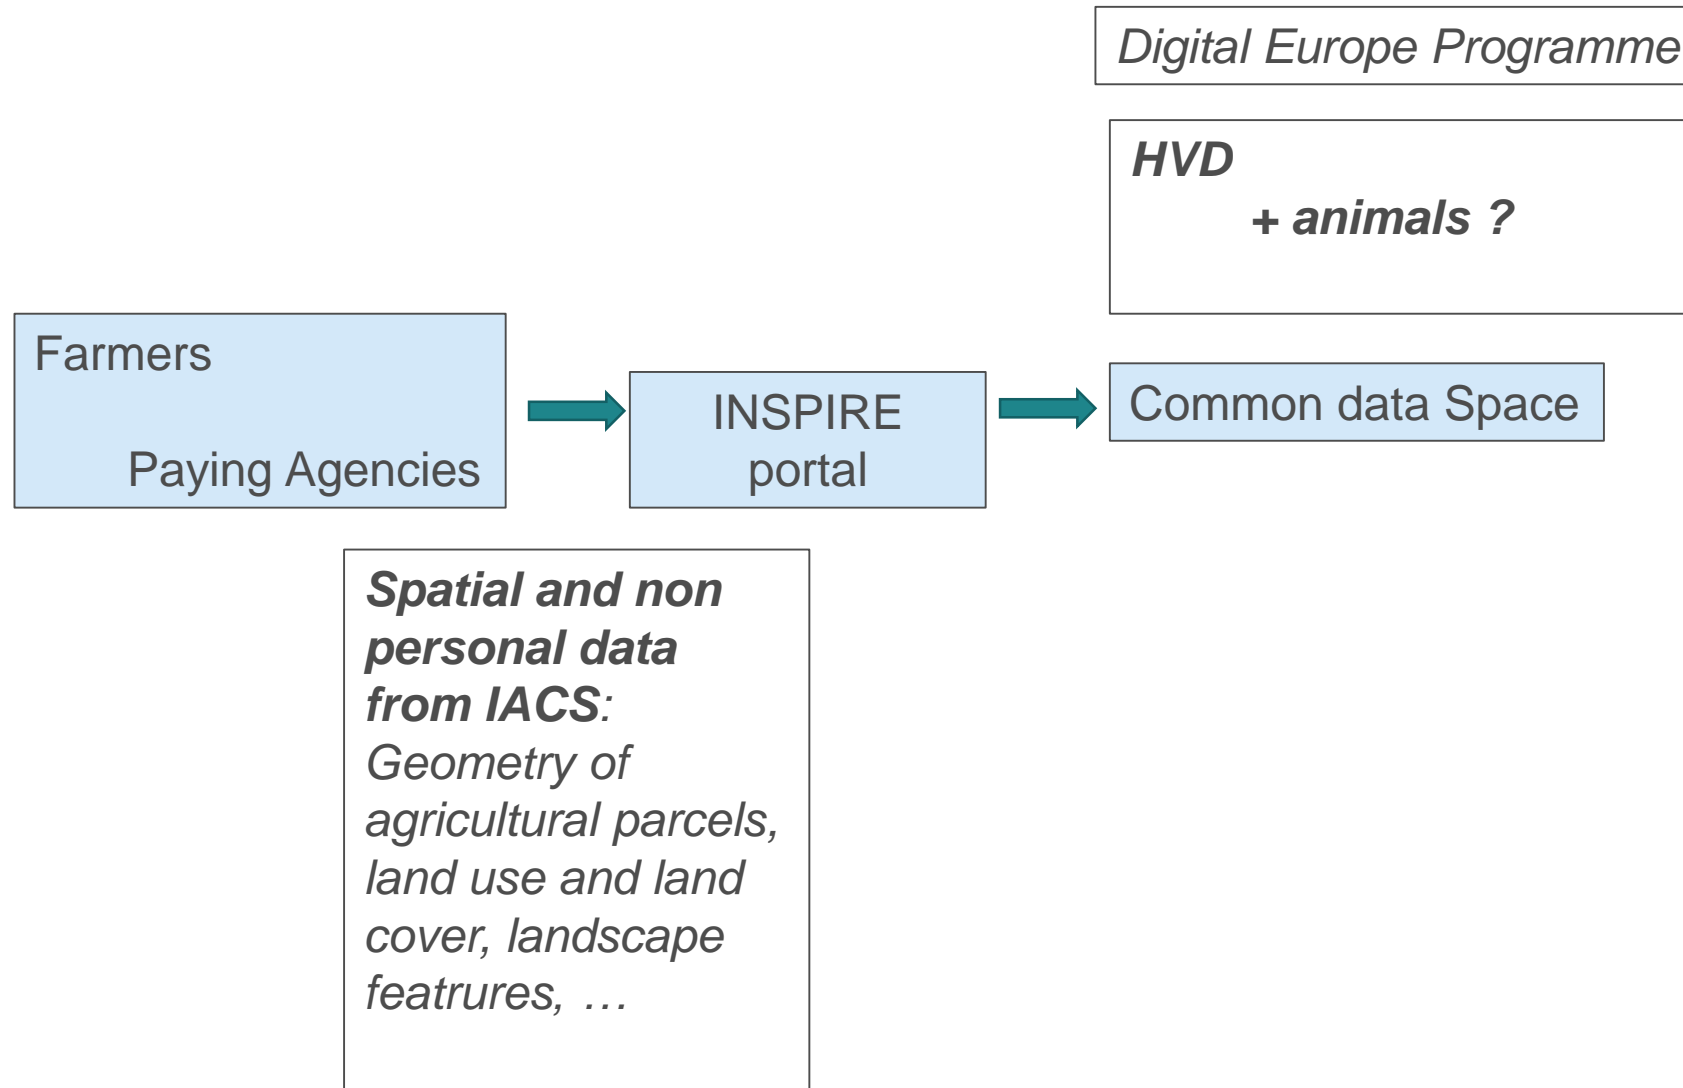 Digital Europe Programme
HVD
+ animals ?
Farmers
Paying Agencies
INSPIRE
portal
Common data Space
Spatial and non
personal data
from IACS:
Geometry of
agricultural parcels,
land use and land
cover, landscape
featrures, …